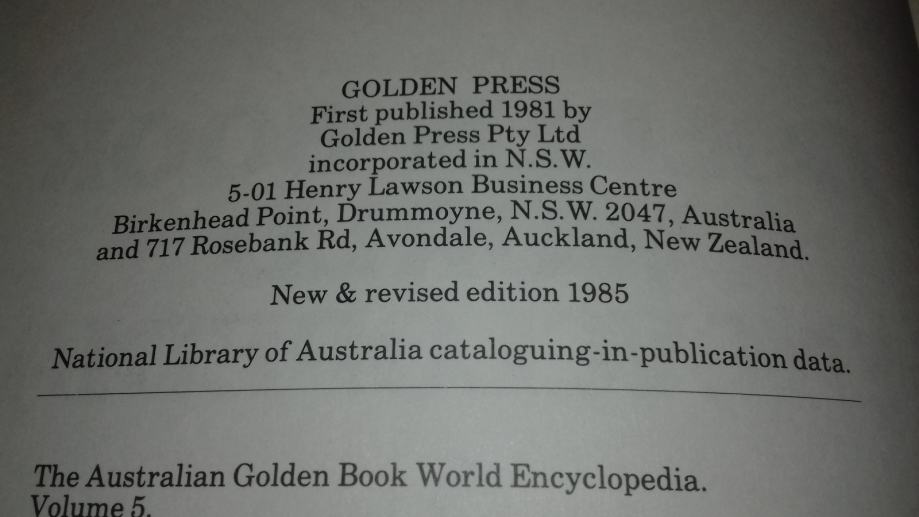 GOLDEN PRESS
First published 1981 by
Golden Press Pty Ltd
incorporated in N.S.W.
5-01 Henry Lawson Business Centre
Birkenhead Point, Drummoyne, N.S.W. 2047, Australia
and 717 Rosebank Rd, Avondale, Auckland, New Zealand.
New & revised edition 1985
National Library of Australia cataloguing-in-publication data.
The Australian Golden Book World Encyclopedia.
Volume 5.